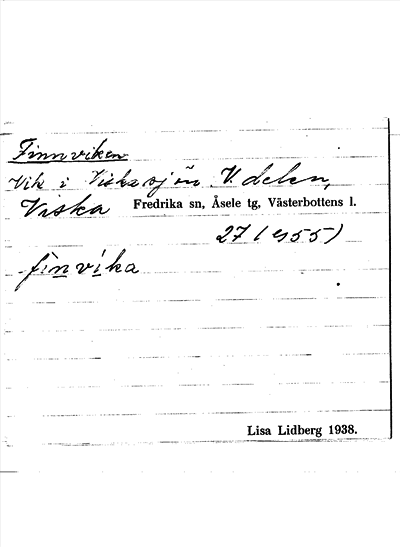 Finnviken
Vik i Viskasjön V. delen,
Viska Fredrika sn, Åsele tg, Västerbottens l.
27 ( 955)
finvika
Lisa Lidberg 1938.